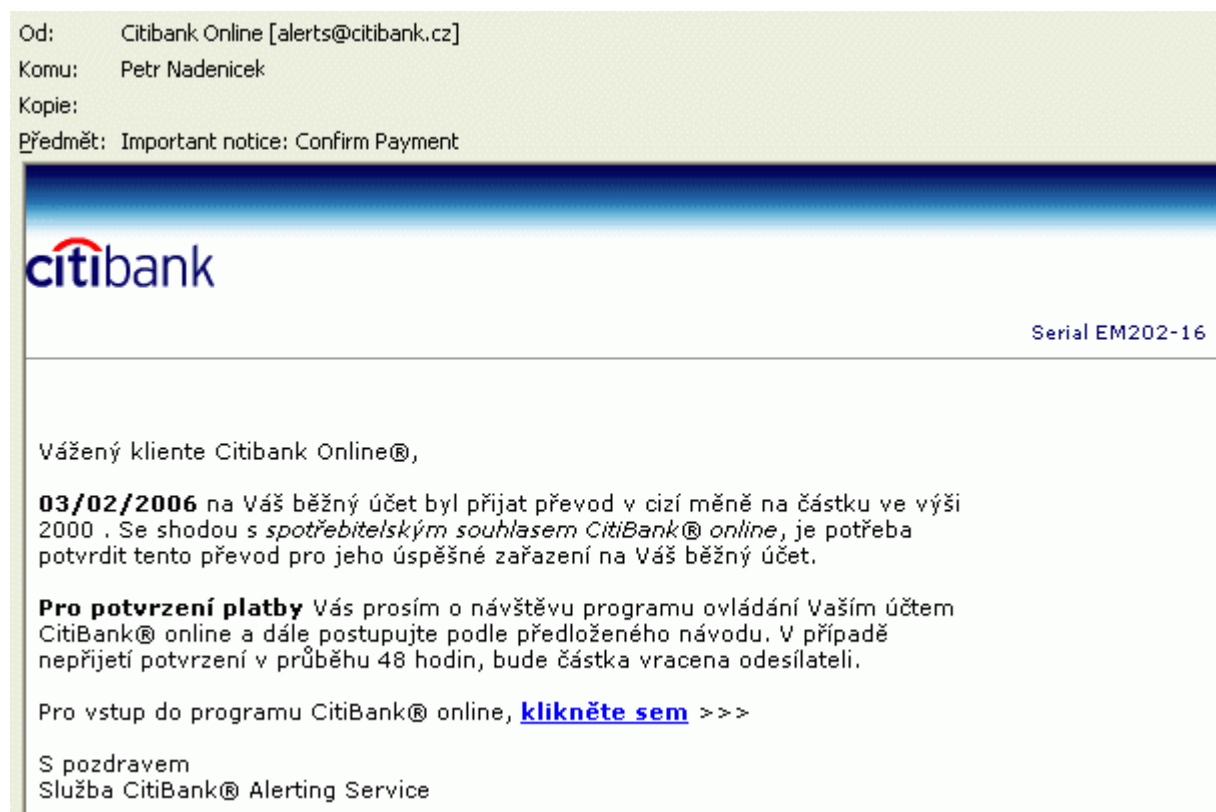 Od: Citibank Online [alerts@citibank.cz]
Komu: Petr Nadenicek
Kopie:
Předmět: Important notice: Confirm Payment
citibank
Serial EM202-16
Vážený kliente Citibank Online®,
03/02/2006 na Váš běžný účet byl přijat převod v cizí měně na částku ve výši
2000 . Se shodou s spotřebitelským souhlasem CitiBank® online, je potřeba
potvrdit tento převod pro jeho úspěšné zařazení na Váš běžný účet.
Pro potvrzení platby Vás prosím o návštěvu programu ovládání Vaším účtem
CitiBank® online a dále postupujte podle předloženého návodu. V případě
nepřijetí potvrzení v průběhu 48 hodin, bude částka vracena odesílateli.
Pro vstup do programu CitiBank® online, klikněte sem >>>
S pozdravem
Služba CitiBank® Alerting Service